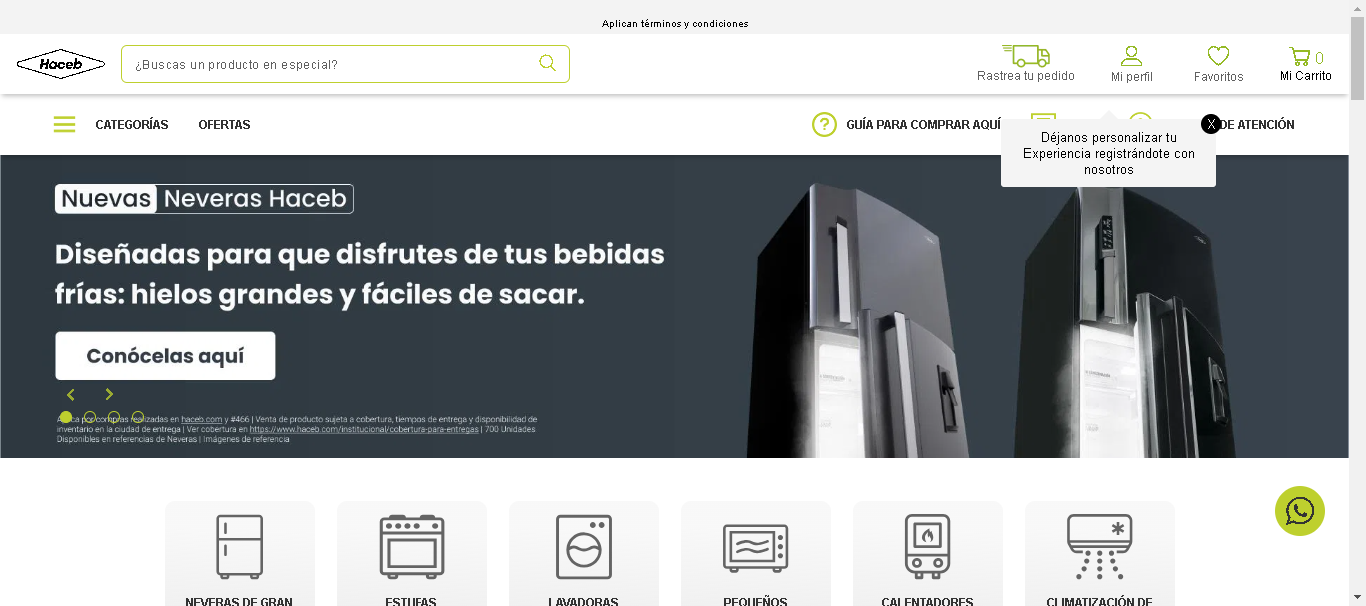 Aplican términos y condiciones
Haceb
¿Buscas un producto en especial?
Rastrea tu pedido
Mi perfil
Favoritos
0
Mi Carrito
CATEGORÍAS
OFERTAS
?
GUÍA PARA COMPRAR AQUÍ
X
DE ATENCIÓN
Déjanos personalizar tu
Experiencia registrándote con
nosotros
Nuevas Neveras Haceb
Diseñadas para que disfrutes de tus bebidas
frías: hielos grandes y fáciles de sacar.
Conócelas aquí
por compras realizadas en haceb.com y #466 | Venta de producto sujeta a cobertura, tiempos de entrega y disponibilidad de
inventario en la ciudad de entrega | Ver cobertura en https://www.haceb.com/institucional/cobertura-para-entregas | 700 Unidades
Disponibles en referencias de Neveras | Imágenes de referencia
NEVERAS DE GRAN
ESTUFAS
LAVADORAS
PEQUEÑOS
CALENTADORES
CLIMATIZACIÓN DE